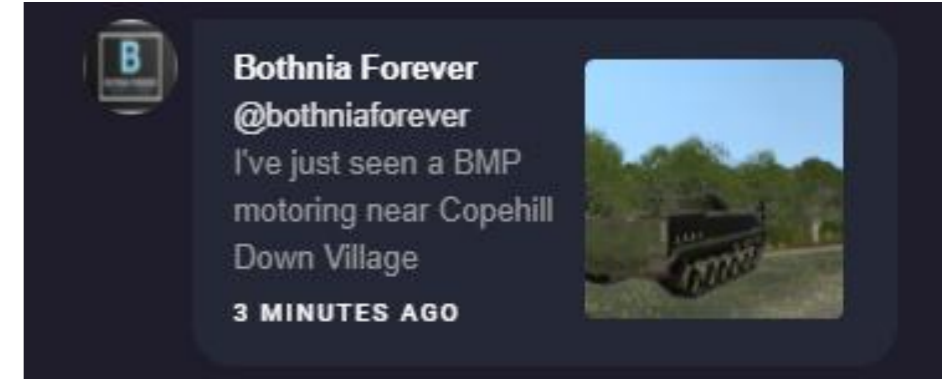 B
Bothnia Forever
@bothniaforever
I've just seen a BMP
motoring near Copehill
Down Village
3 MINUTES AGO